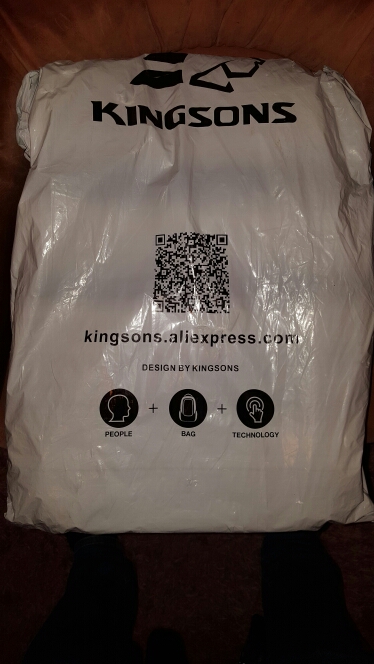 KINGSONS
kingsons.aliexpress.com
DESIGN BY KINGSONS
PEOPLE + BAG + TECHNOLOGY